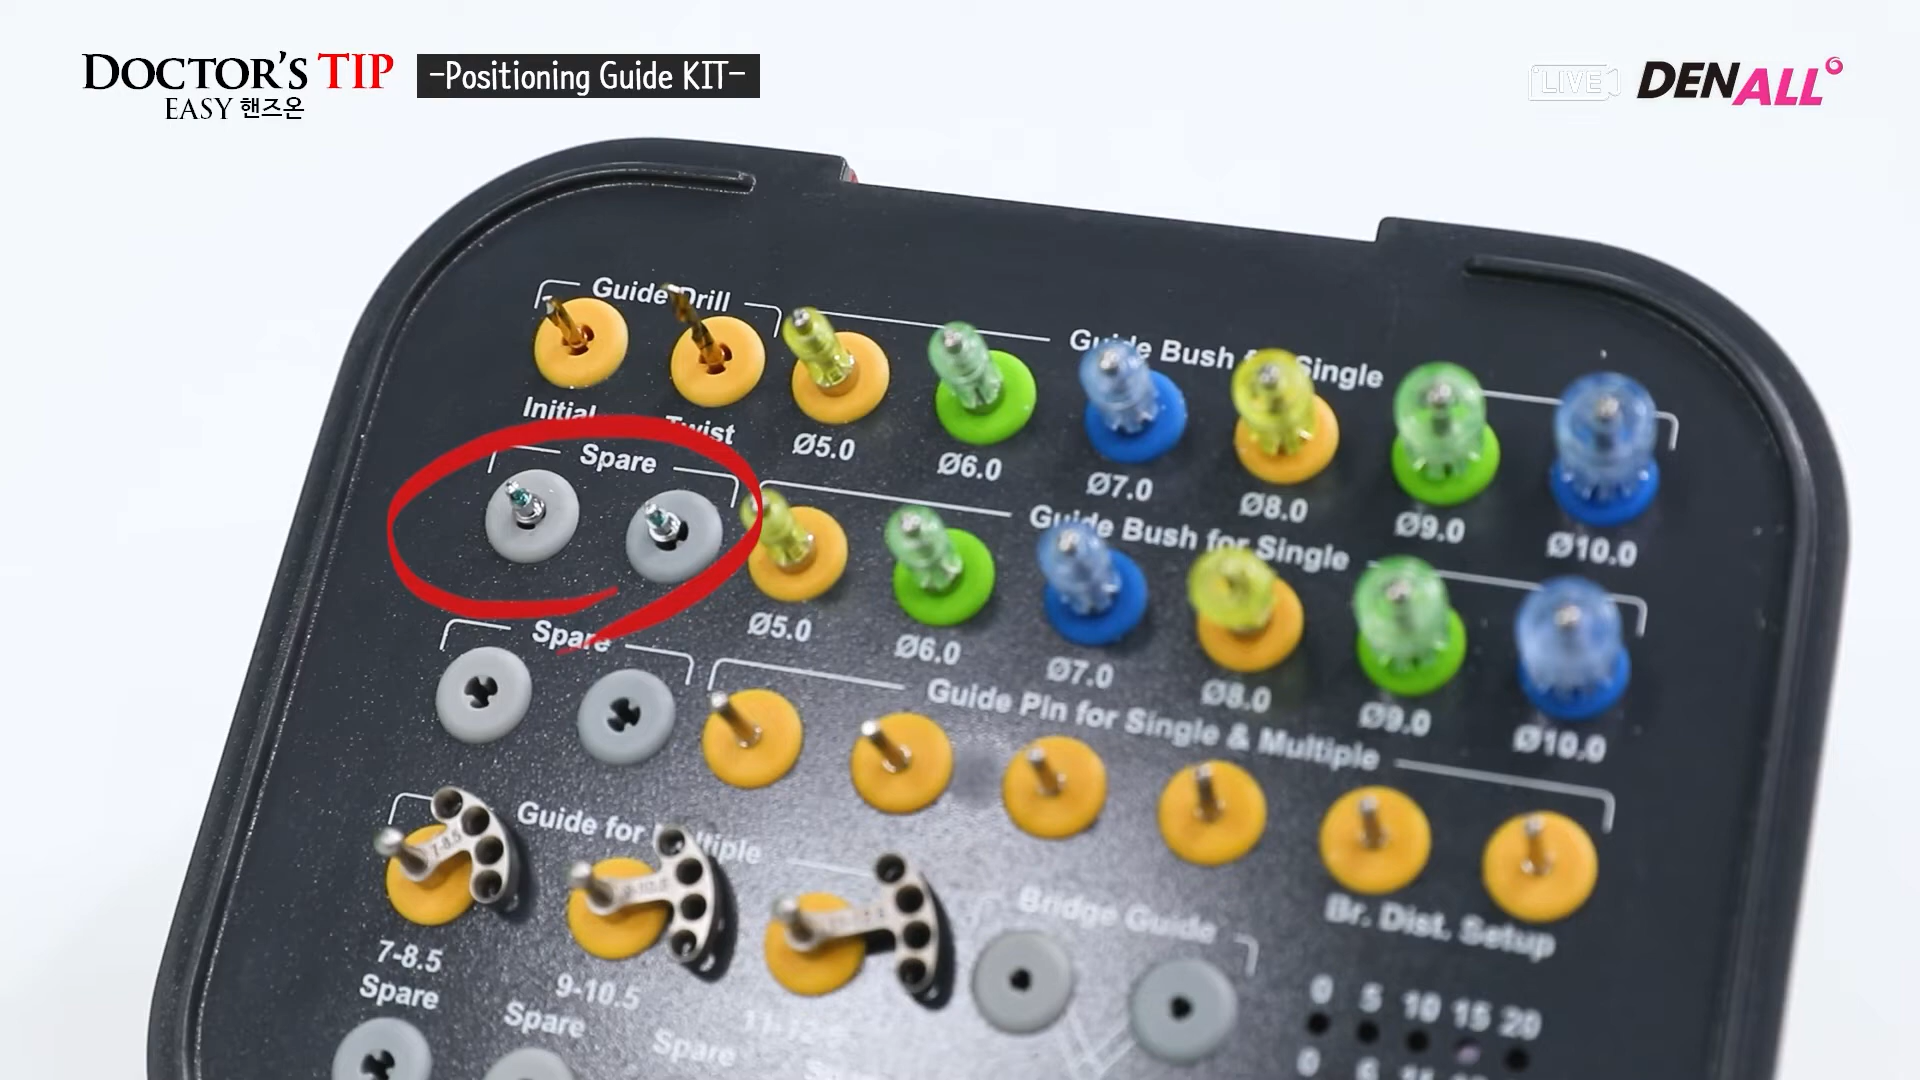 DOCTOR'S TIP
EASY 핸즈온
-Positioning Guide KIT-
LIVE
DENALL
Guide Drill
Guide Bush for Single
Initial
Twist
Ø5.0
Ø6.0
Ø7.0
Ø8.0
Ø9.0
Ø10.0
Spare
Guide Bush for Single
Ø5.0
Ø6.0
Ø7.0
Ø8.0
Ø9.0
Ø10.0
Spare
Guide Pin for Single & Multiple
Guide for Multiple
7-8.5
Bridge Guide
Br. Dist. Setup
7-8.5
9-10.5
Spare
Spare
Spare
0 5 10 15 20
0